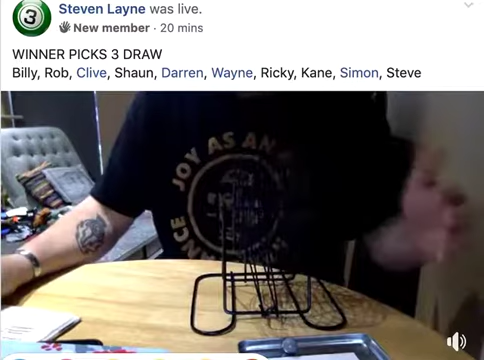 3
Steven Layne was live.
New member · 20 mins
WINNER PICKS 3 DRAW
Billy, Rob, Clive, Shaun, Darren, Wayne, Ricky, Kane, Simon, Steve
JOY AS AN